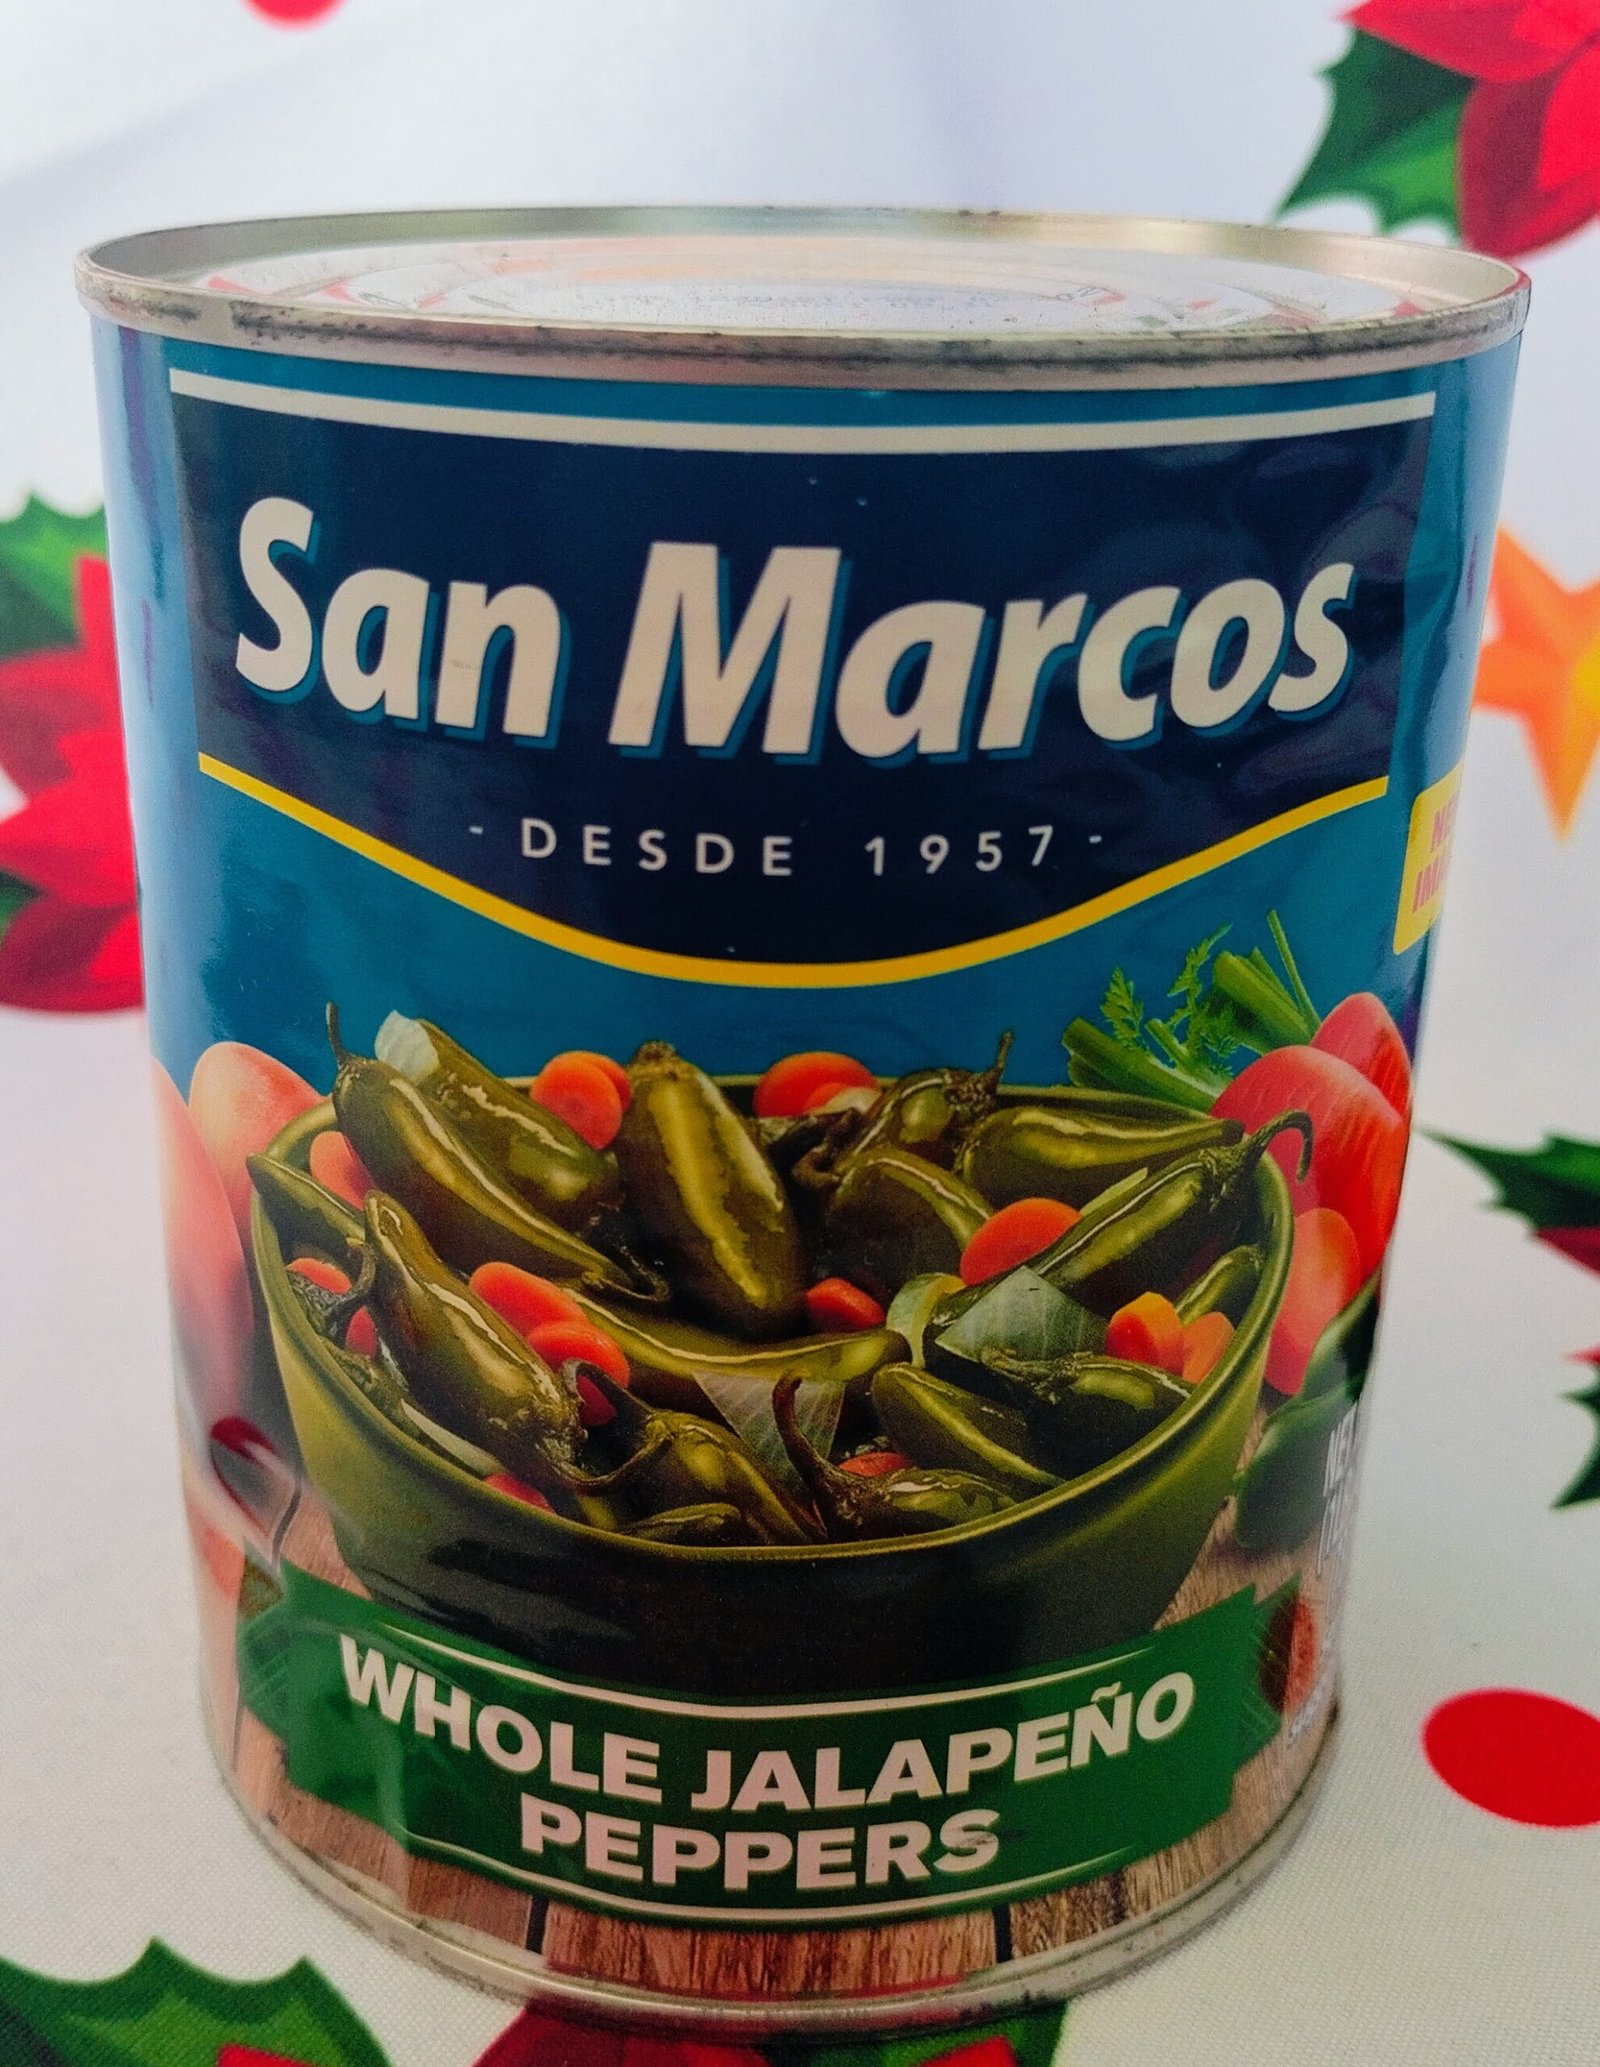 San Marcos
- DESDE 1957 -
WHOLE JALAPEÑO
PEPPERS